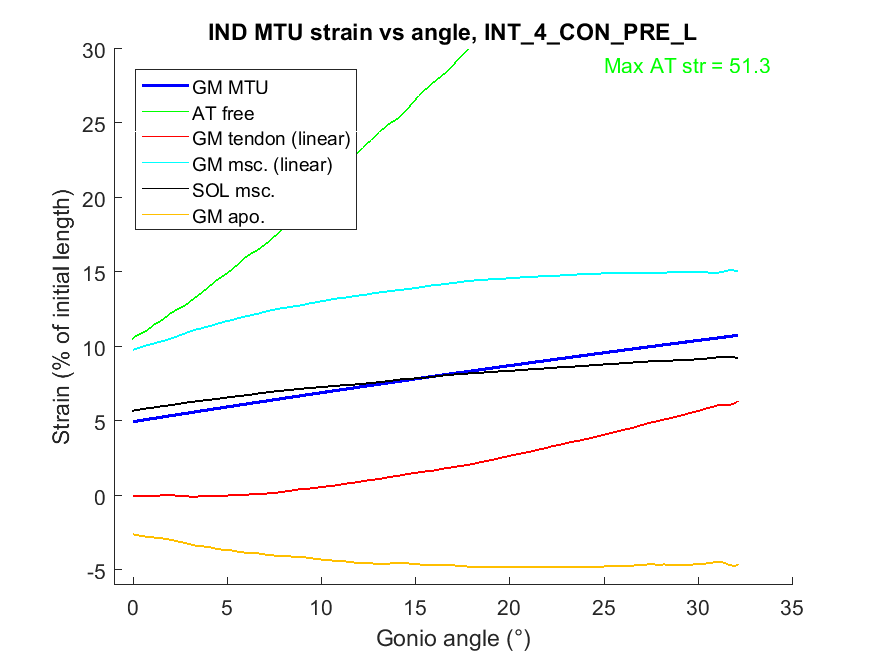 IND MTU strain vs angle, INT_4_CON_PRE_L
Max AT str = 51.3
GM MTU
AT free
GM tendon (linear)
GM msc. (linear)
SOL msc.
GM apo.
Strain (% of initial length)
30
25
20
15
10
5
0
-5
0 5 10 15 20 25 30 35
Gonio angle (°)